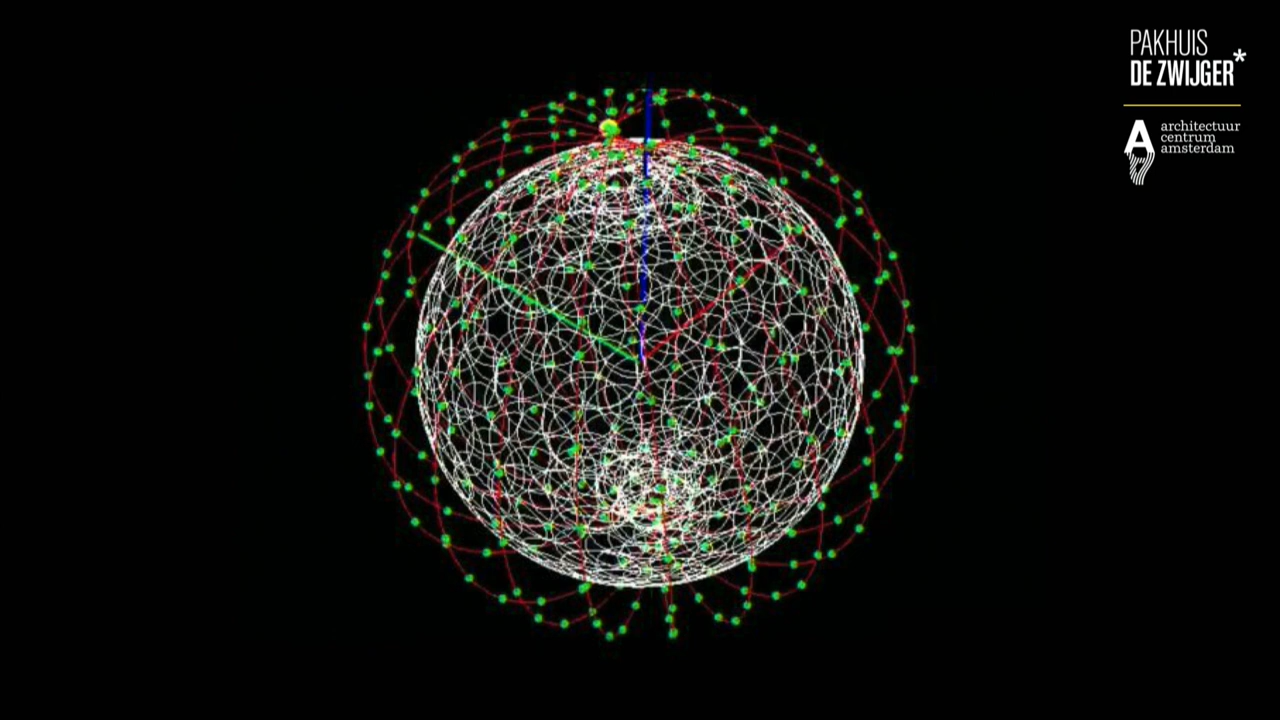 PAKHUIS
DE ZWIJGER*
architectuur
centrum
amsterdam